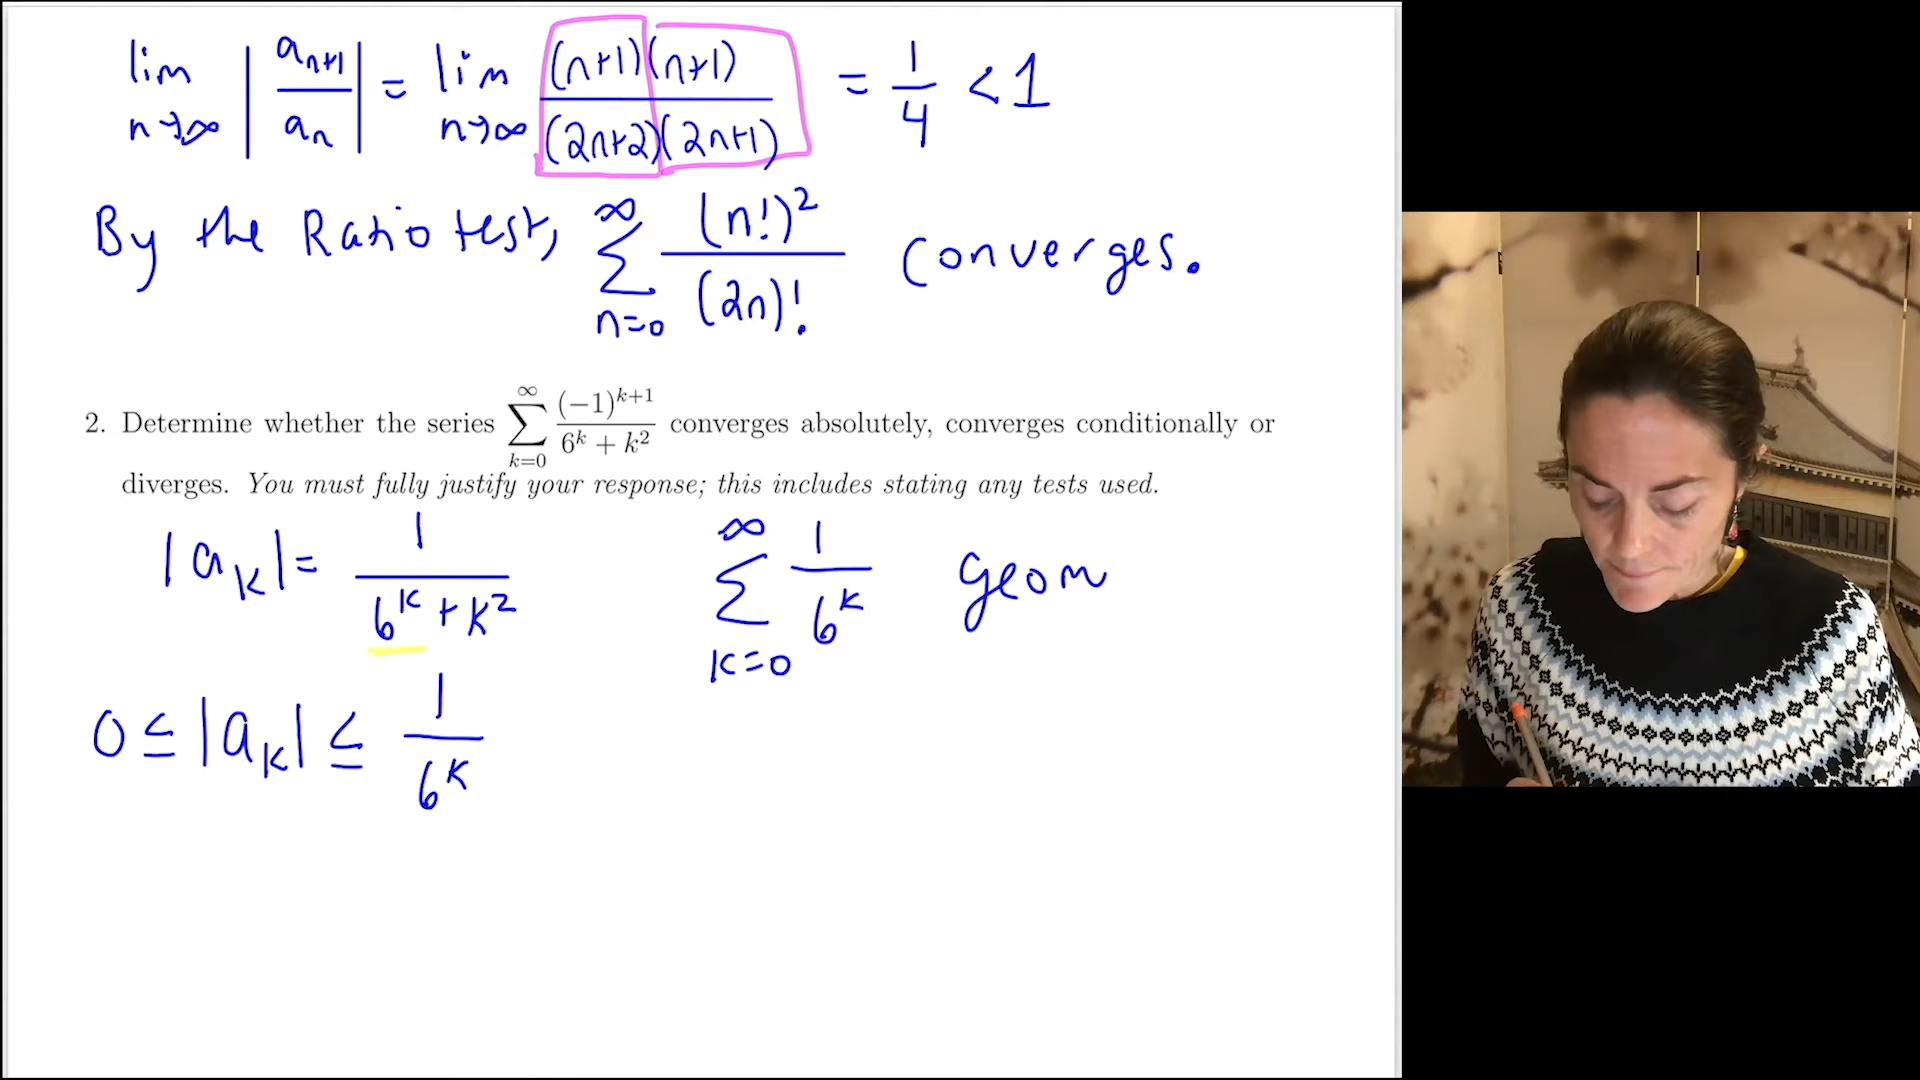 lim n→∞ | a_{n+1} / a_n | = lim n→∞ (n+1)(n+1) / (2n+2)(2n+1) = 1/4 < 1
By the Ratio test, ∑_{n=0}^{∞} (n!)² / (2n)! converges.
2. Determine whether the series ∑_{k=0}^{∞} (−1)^{k+1} / (6^k + k²) converges absolutely, converges conditionally or
diverges. You must fully justify your response; this includes stating any tests used.
|a_k| = 1 / (6^k + k²) ∑_{k=0}^{∞} 1 / 6^k geom
0 ≤ |a_k| ≤ 1 / 6^k